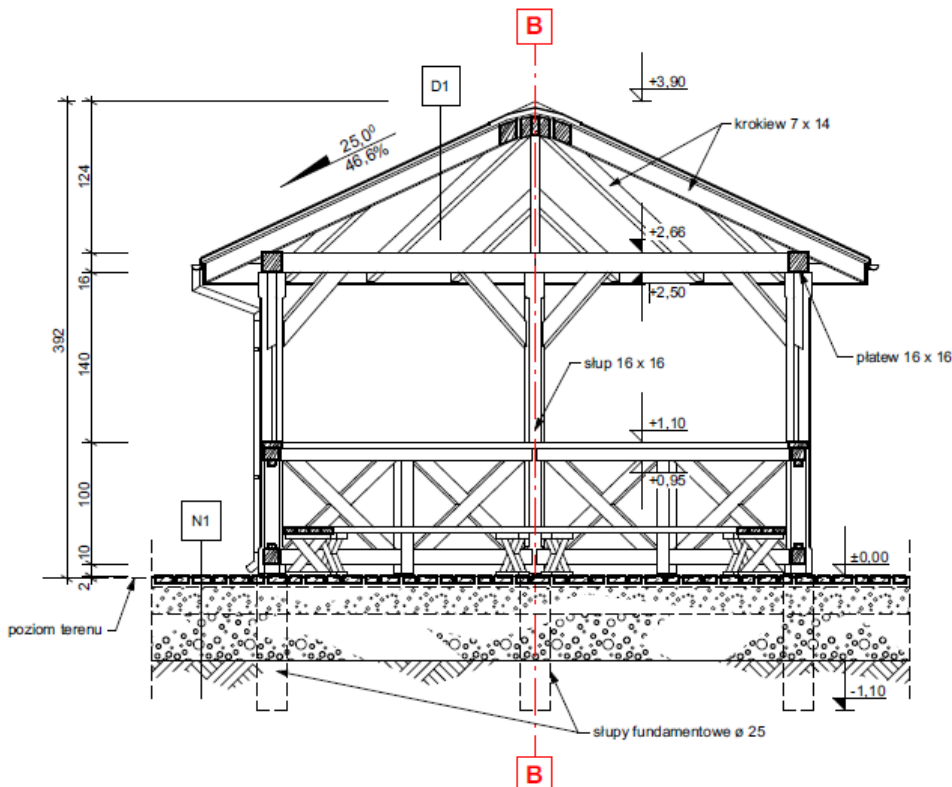 B
+3,90
D1
krokiew 7 x 14
25,0⁰
46,6%
124
+2,66
16
+2,50
392
140
płatew 16 x 16
słup 16 x 16
+1,10
+0,95
100
N1
10
±0,00
2
poziom terenu
-1,10
słupy fundamentowe ø 25
B